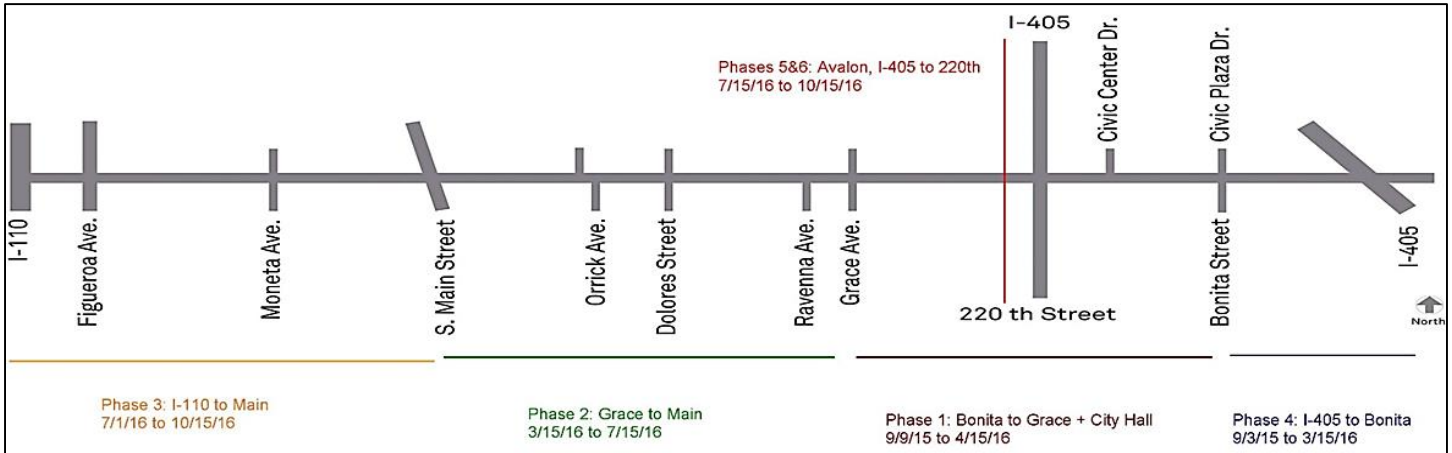 I-405
Civic Center Dr.
Civic Plaza Dr.
Phases 5&6: Avalon, I-405 to 220th
7/15/16 to 10/15/16
I-110
Figueroa Ave.
Moneta Ave.
S. Main Street
Orrick Ave.
Dolores Street
Ravenna Ave.
Grace Ave.
220 th Street
Bonita Street
I-405
North
Phase 3: I-110 to Main
7/1/16 to 10/15/16
Phase 2: Grace to Main
3/15/16 to 7/15/16
Phase 1: Bonita to Grace + City Hall
9/9/15 to 4/15/16
Phase 4: I-405 to Bonita
9/3/15 to 3/15/16